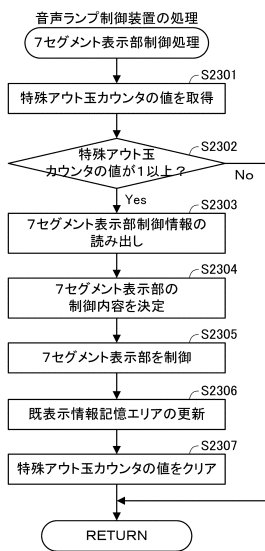 音声ランプ制御装置の処理
7セグメント表示部制御処理
S2301
特殊アウト玉カウンタの値を取得
S2302
特殊アウト玉
カウンタの値が1以上?
No
Yes
S2303
7セグメント表示部制御情報の
読み出し
S2304
7セグメント表示部の
制御内容を決定
S2305
7セグメント表示部を制御
S2306
既表示情報記憶エリアの更新
S2307
特殊アウト玉カウンタの値をクリア
RETURN